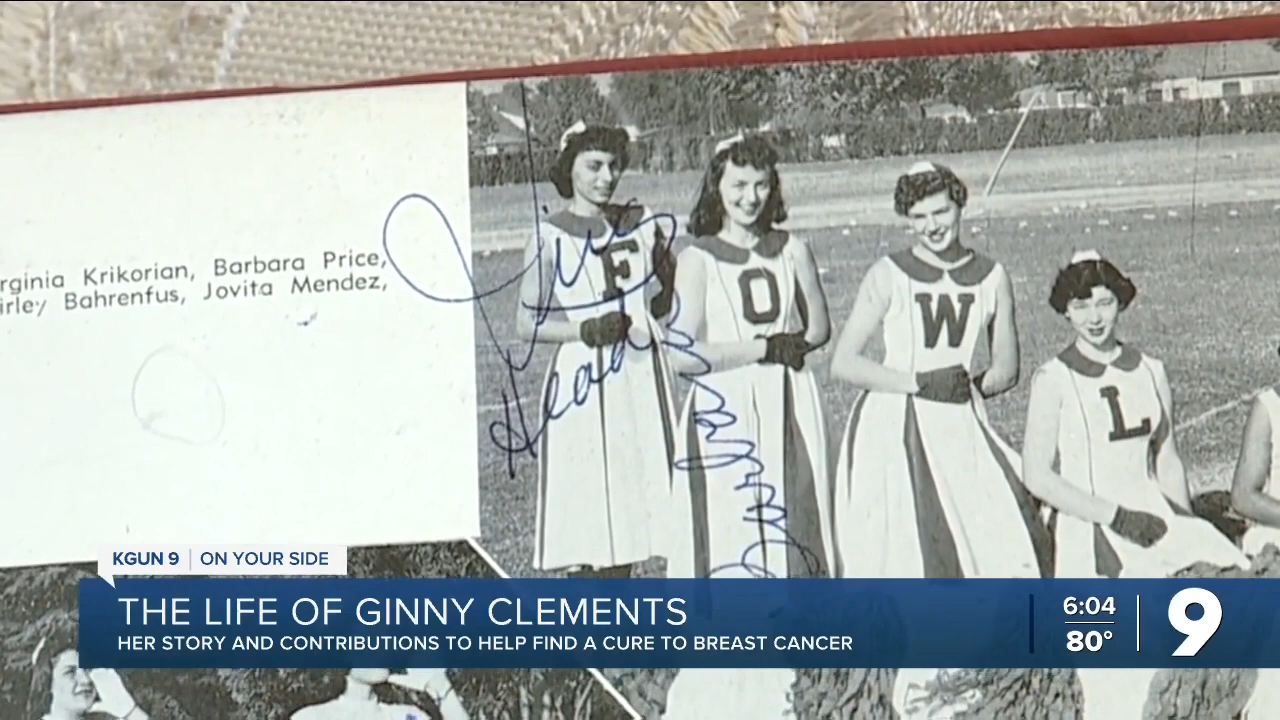 rginia Krikorian, Barbara Price,
irley Bahrenfus, Jovita Mendez,
F
O
W
L
Head
KGUN 9 | ON YOUR SIDE
THE LIFE OF GINNY CLEMENTS
HER STORY AND CONTRIBUTIONS TO HELP FIND A CURE TO BREAST CANCER
6:04
80°
9